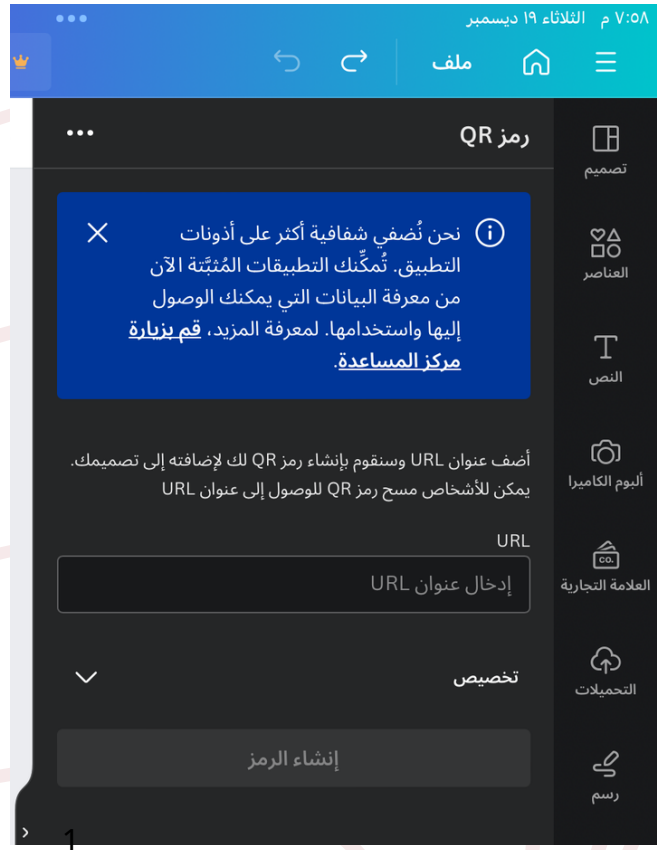 ٧:٥٨ م الثلاثاء ١٩ ديسمبر
ملف
رمز QR
نحن نُضفي شفافية أكثر على أذونات
التطبيق. تُمكِّنك التطبيقات المُثبَّتة الآن
من معرفة البيانات التي يمكنك الوصول
إليها واستخدامها. لمعرفة المزيد، قم بزيارة
مركز المساعدة.
أضف عنوان URL وسنقوم بإنشاء رمز QR لك لإضافته إلى تصميمك.
يمكن للأشخاص مسح رمز QR للوصول إلى عنوان URL
URL
إدخال عنوان URL
تخصيص
إنشاء الرمز
تصميم
العناصر
النص
ألبوم الكاميرا
CO.
العلامة التجارية
التحميلات
رسم
1